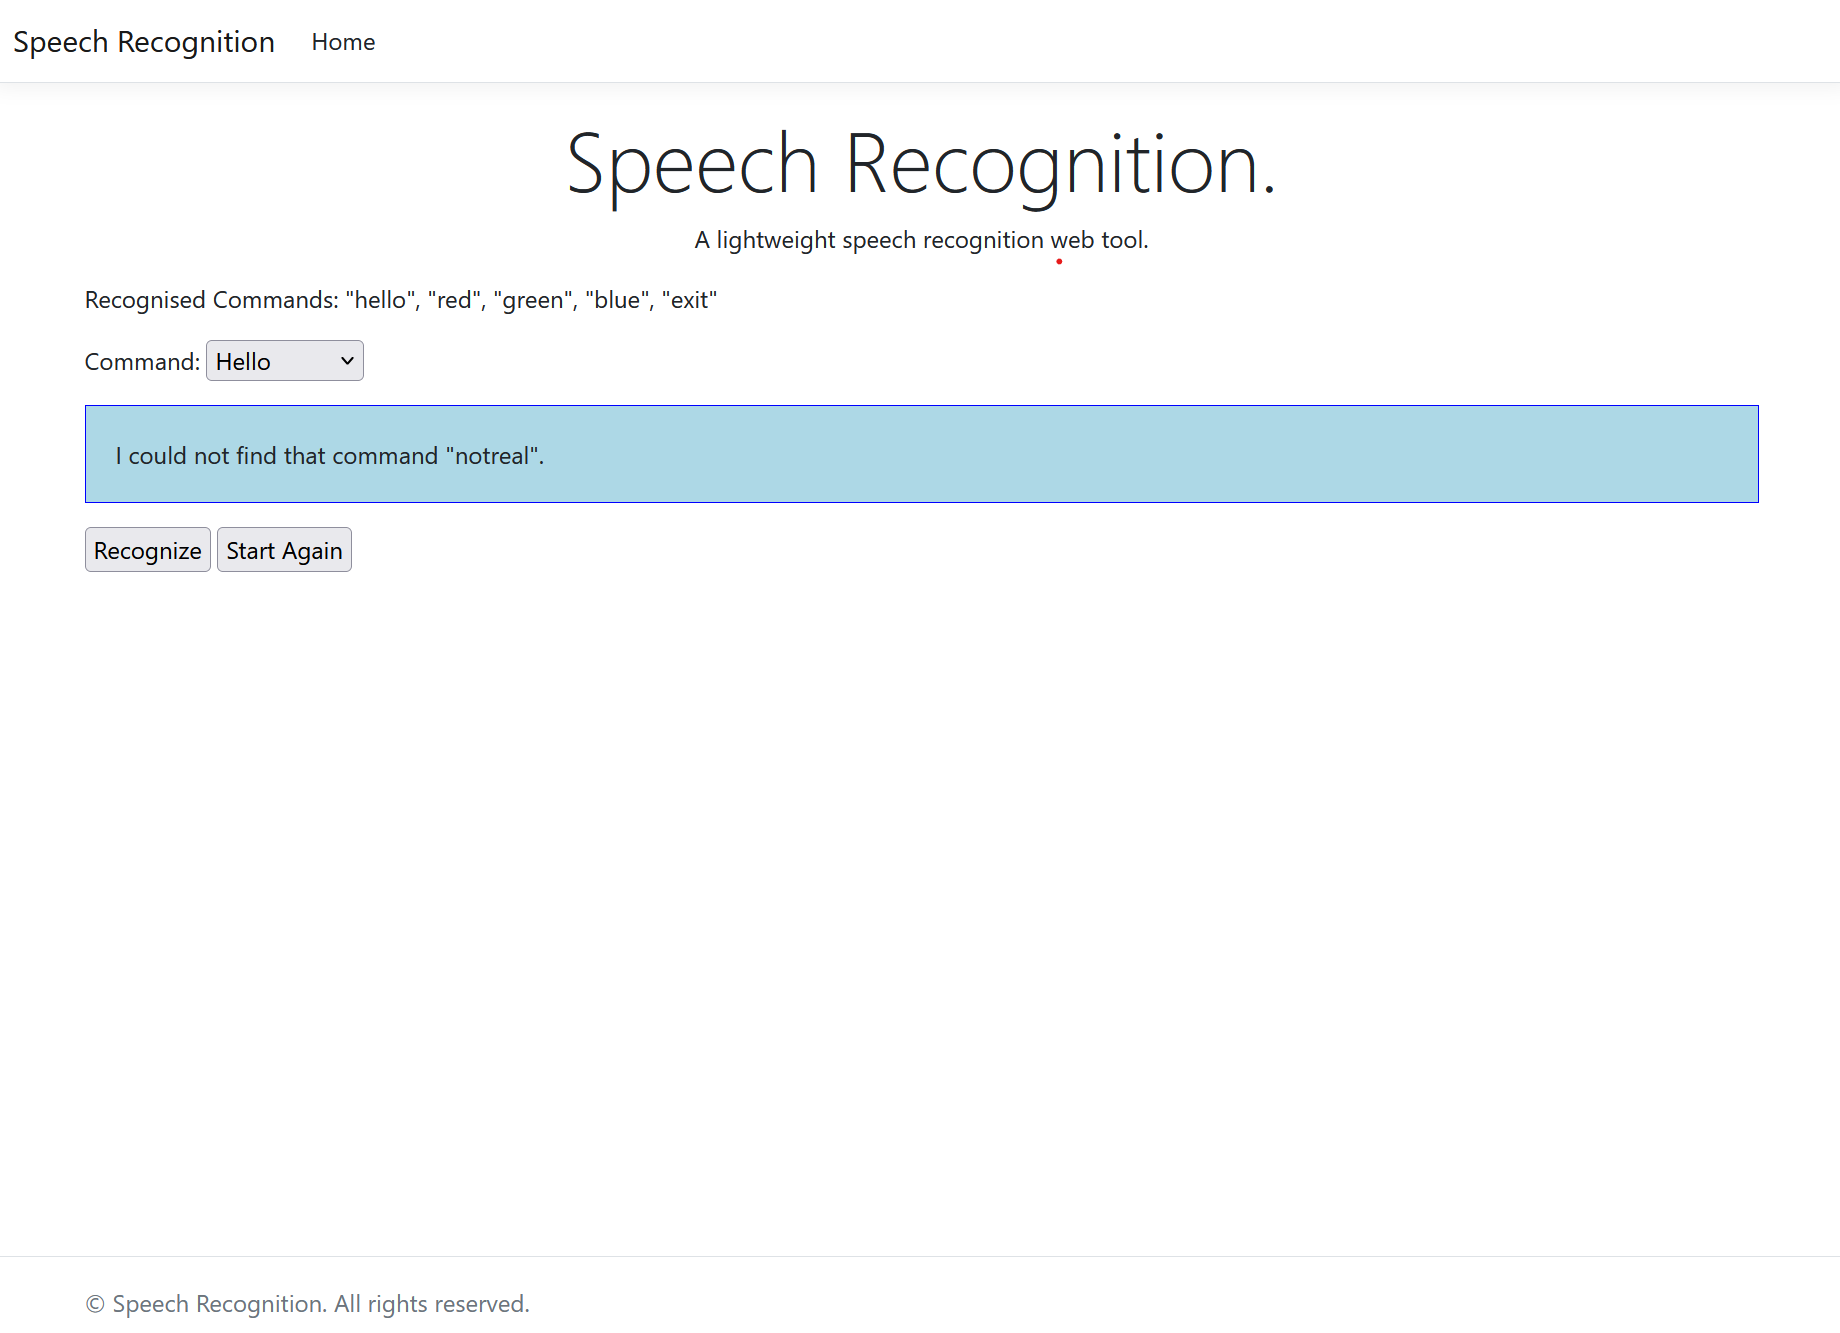 Speech Recognition Home
Speech Recognition.
A lightweight speech recognition web tool.
Recognised Commands: "hello", "red", "green", "blue", "exit"
Command: Hello
I could not find that command "notreal".
Recognize Start Again
© Speech Recognition. All rights reserved.